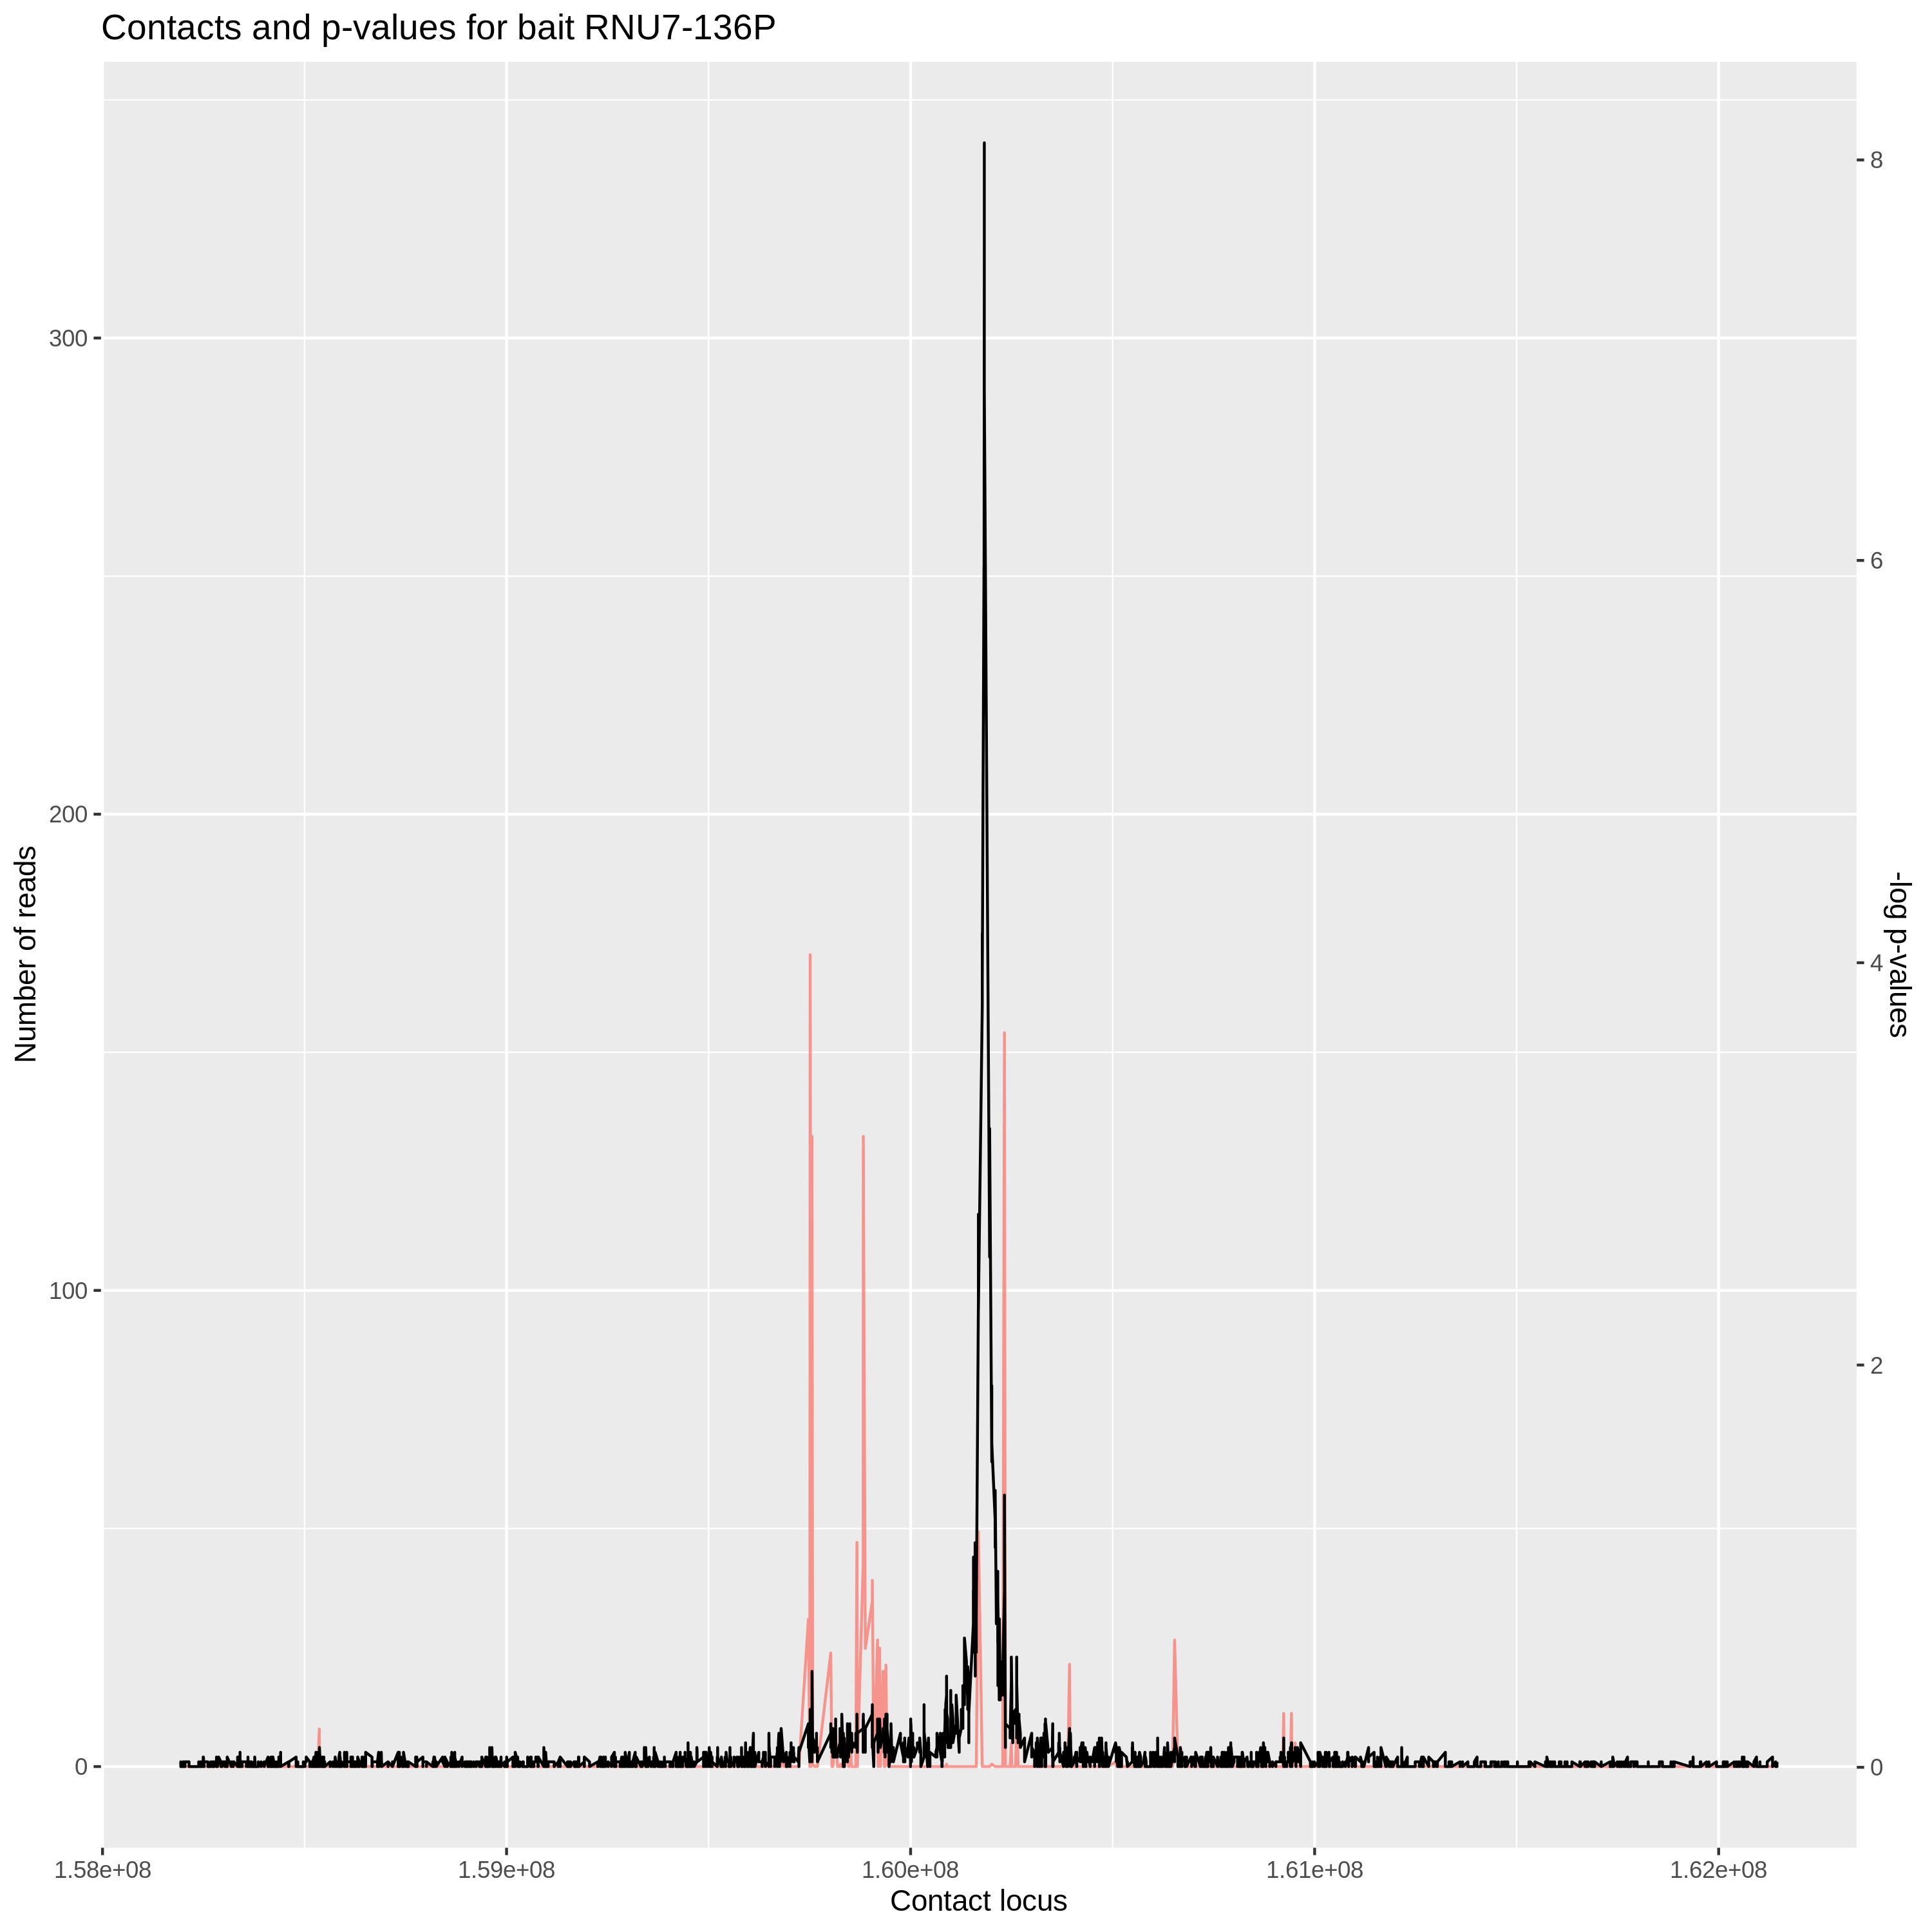 Contacts and p-values for bait RNU7-136P
300
200
100
0
8
6
4
2
0
Number of reads
-log p-values
1.58e+08
1.59e+08
1.60e+08
1.61e+08
1.62e+08
Contact locus